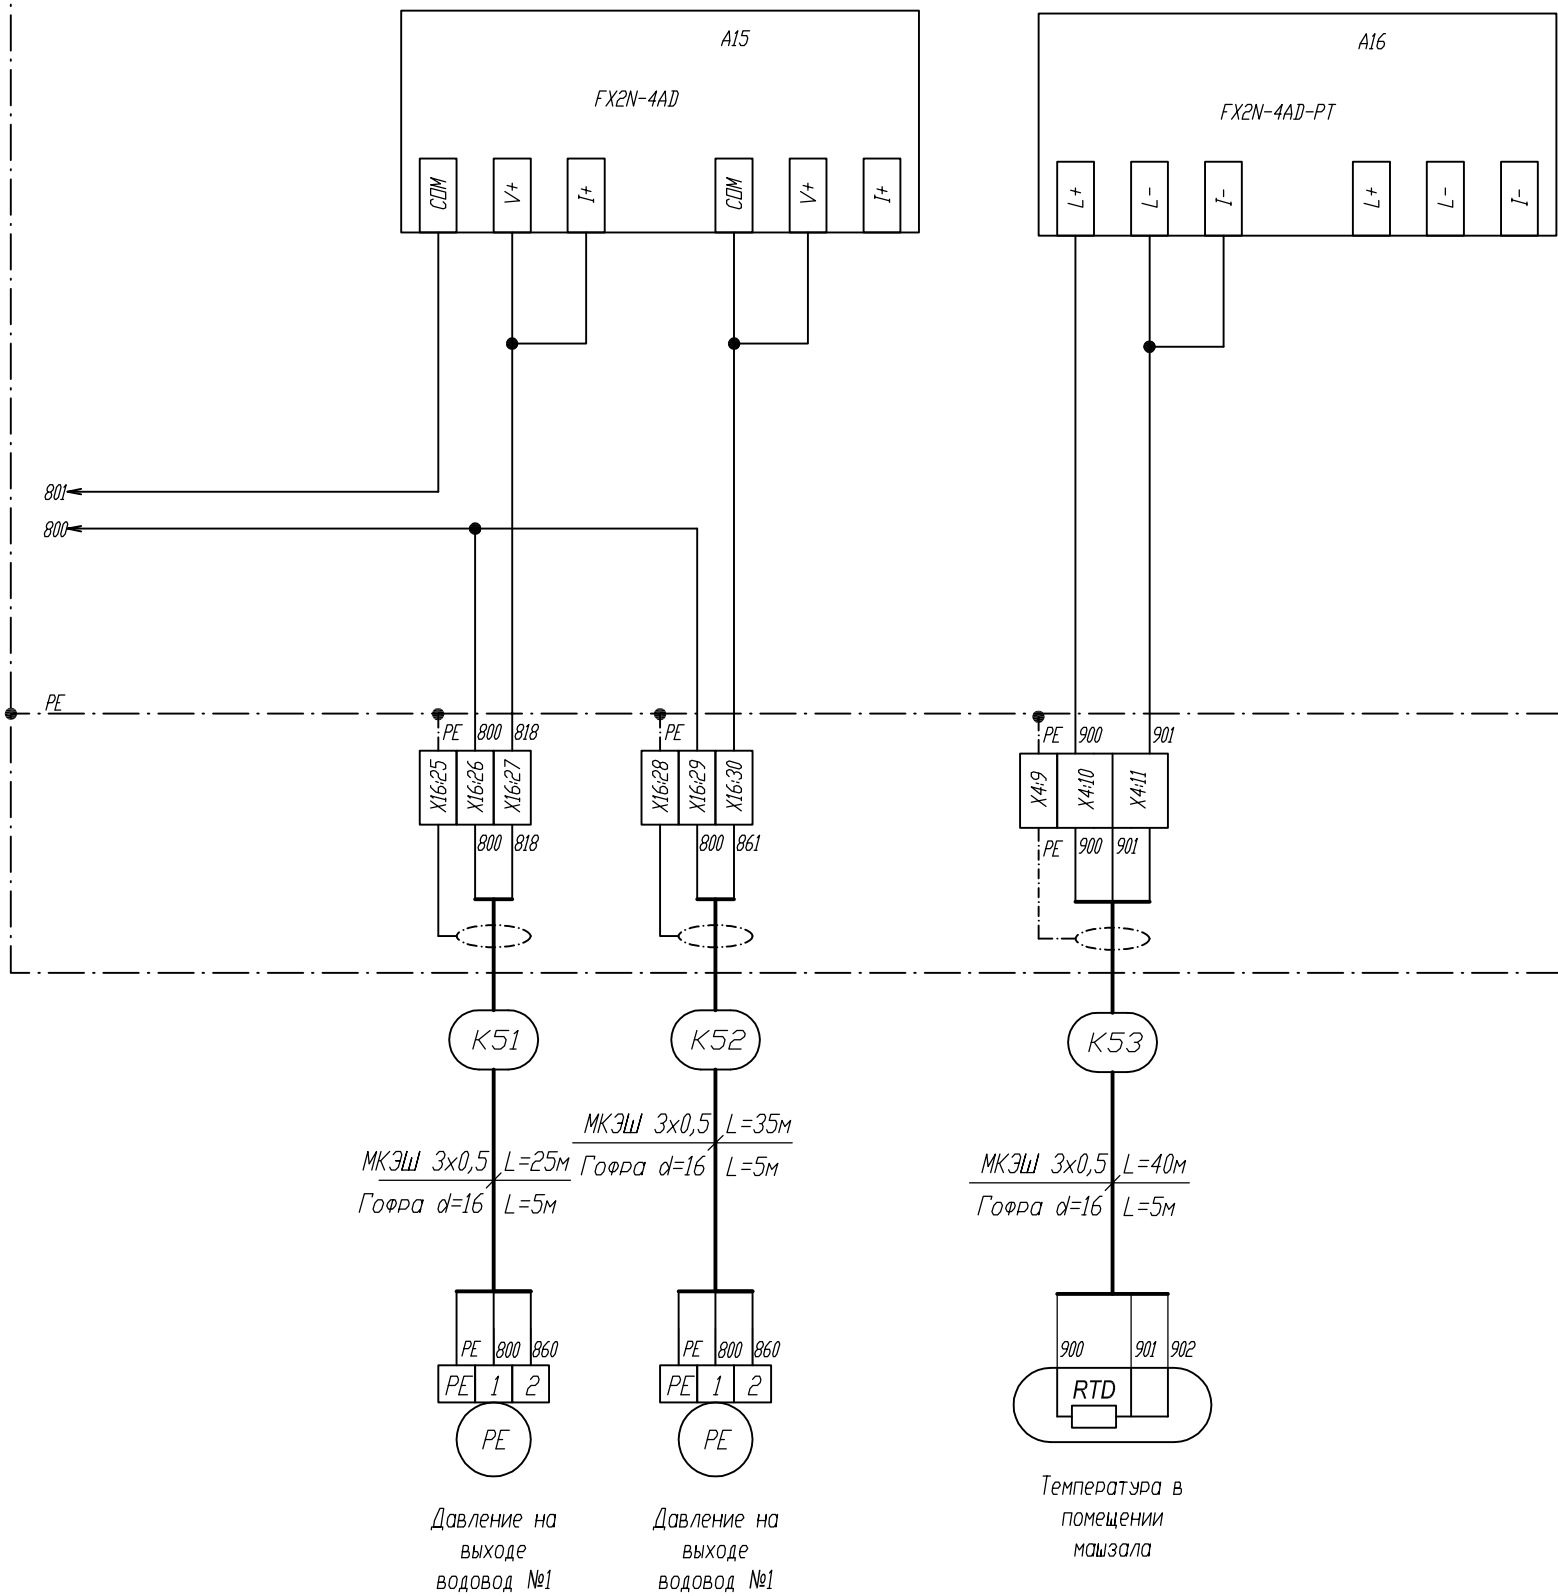 A15
A16
FX2N-4AD
FX2N-4AD-PT
COM
V+
I+
COM
V+
I+
L+
L-
I-
L+
L-
I-
801
800
PE
PE 800 818
PE
PE 900 901
X16:25
X16:26
X16:27
X16:28
X16:29
X16:30
X4:9
X4:10
X4:11
800 818
800 861
PE 900 901
K51
K52
K53
МКЭШ 3x0,5 L=25м
Гофра d=16 L=5м
МКЭШ 3x0,5 L=35м
Гофра d=16 L=5м
МКЭШ 3x0,5 L=40м
Гофра d=16 L=5м
PE 800 860
PE 800 860
900 901 902
PE 1 2
PE 1 2
RTD
PE
PE
Давление на
выходе
водовод №1
Давление на
выходе
водовод №1
Температура в
помещении
машзала